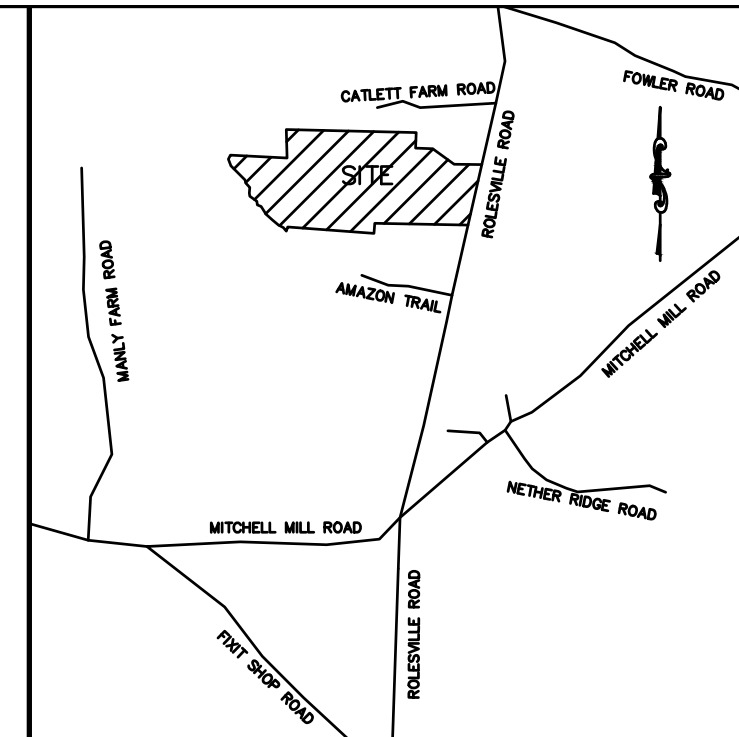 FOWLER ROAD
CATLETT FARM ROAD
ROLESVILLE ROAD
SITE
MANLY FARM ROAD
AMAZON TRAIL
MITCHELL MILL ROAD
NETHER RIDGE ROAD
MITCHELL MILL ROAD
ROLESVILLE ROAD
FIXIT SHOP ROAD